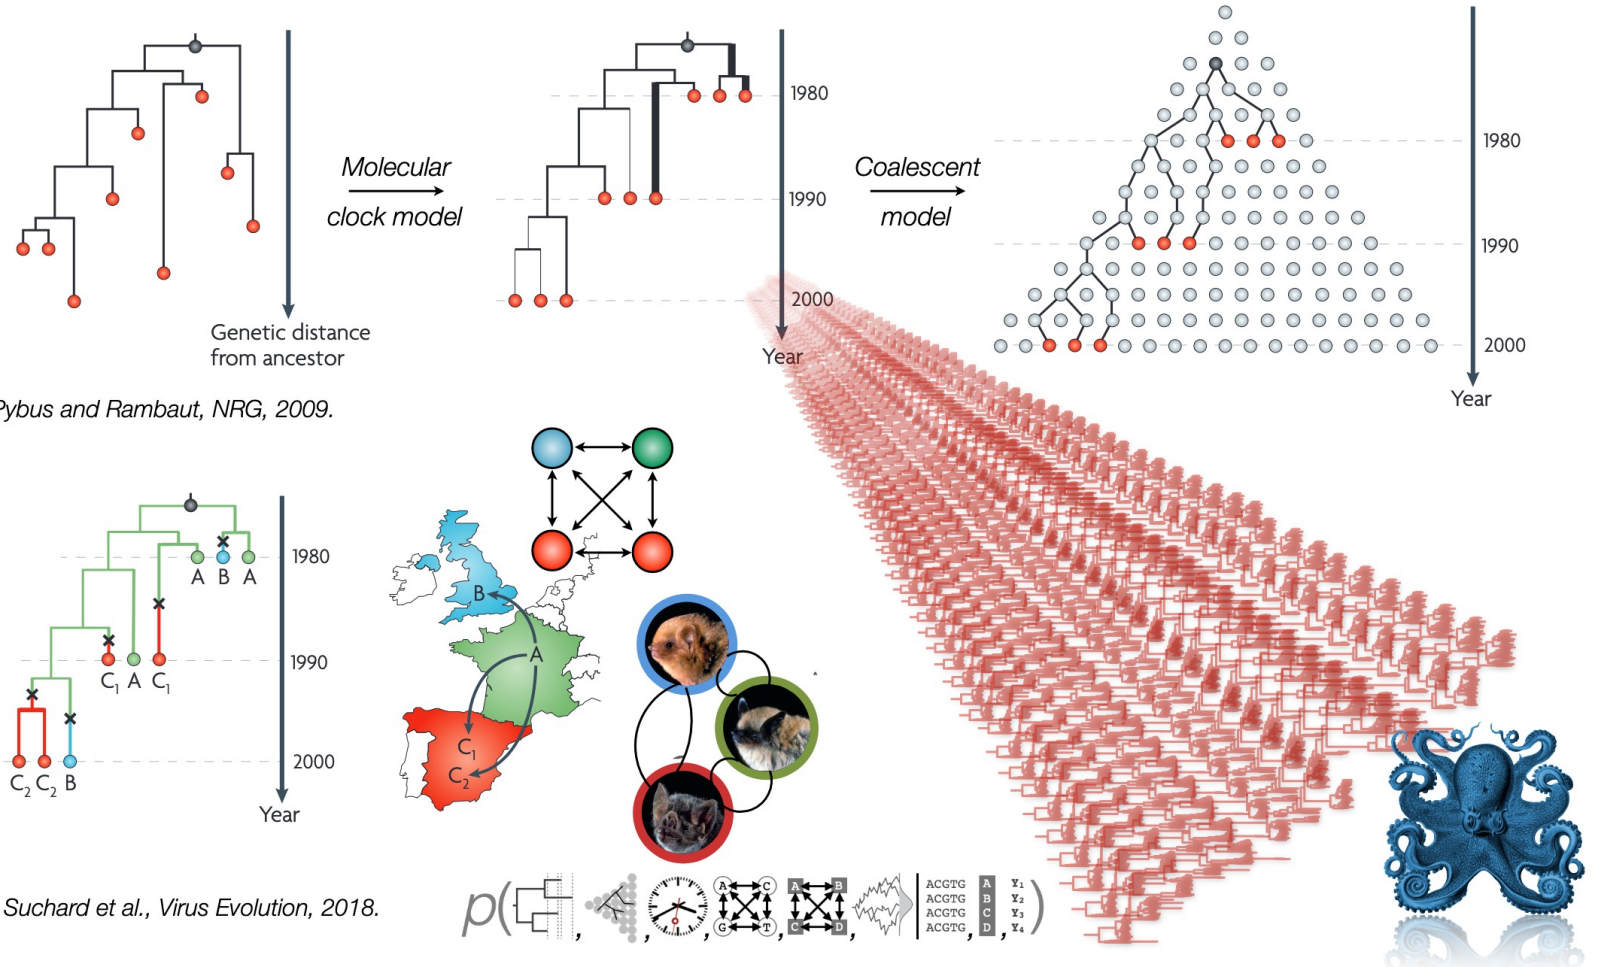 Molecular
clock model
Coalescent
model
1980
1990
2000
Year
1980
1990
2000
Year
Genetic distance
from ancestor
Pybus and Rambaut, NRG, 2009.
A B A
1980
C1 A C1
1990
C2 C2 B
2000
Year
B
A
C1
C2
Suchard et al., Virus Evolution, 2018.
p( , , , A C G T , A B C D , ACGTG , A , Y1 )
ACGTG B Y2
ACGTG C Y3
ACGTG D Y4